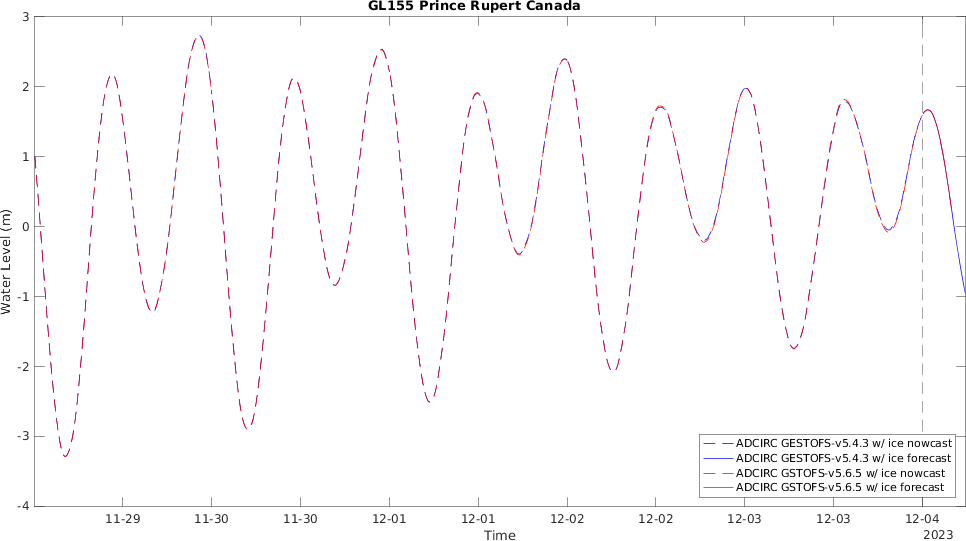 GL155 Prince Rupert Canada
3
2
1
0
-1
-2
-3
-4
Water Level (m)
11-29
11-30
11-30
12-01
12-01
12-02
12-02
12-03
12-03
12-04
2023
Time
ADCIRC GESTOFS-v5.4.3 w/ ice nowcast
ADCIRC GESTOFS-v5.4.3 w/ ice forecast
ADCIRC GSTOFS-v5.6.5 w/ ice nowcast
ADCIRC GSTOFS-v5.6.5 w/ ice forecast